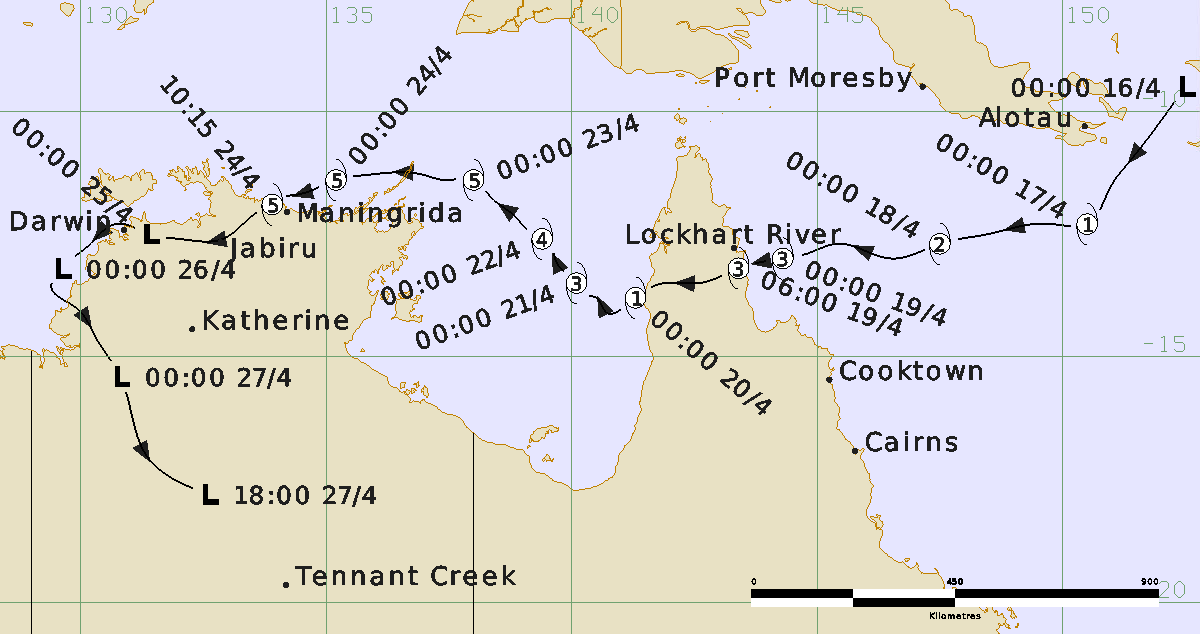 130
135
140
145
150
Port Moresby
00:00 16/4
L
-10
Alotau
10:15 24/4
00:00 24/4
00:00 23/4
00:00 25/4
00:00 18/4
00:00 17/4
5
5
5
Maningrida
Darwin
L
Jabiru
4
Lockhart River
2
1
L
00:00 26/4
00:00 22/4
3
3
3
00:00 19/4
06:00 19/4
00:00 21/4
1
00:00 20/4
Katherine
-15
L
00:00 27/4
Cooktown
Cairns
L
18:00 27/4
Tennant Creek
0
450
900
-20
Kilometres